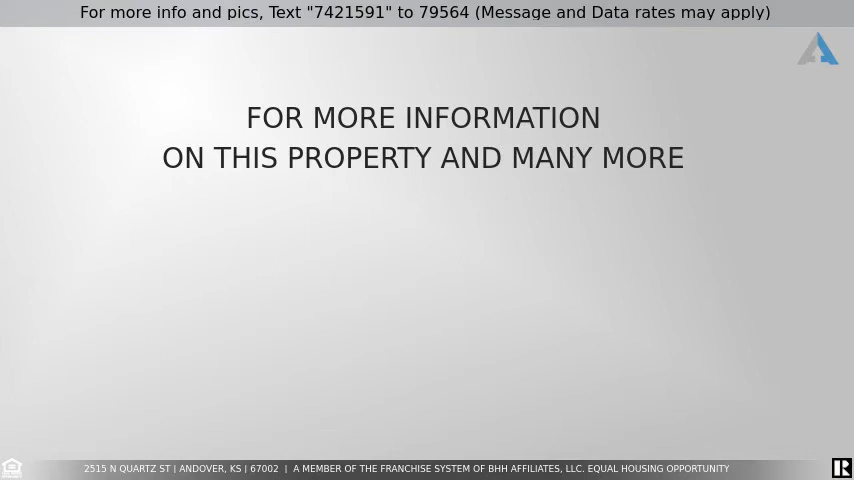 For more info and pics, Text "7421591" to 79564 (Message and Data rates may apply)
FOR MORE INFORMATION
ON THIS PROPERTY AND MANY MORE
2515 N QUARTZ ST | ANDOVER, KS | 67002 | A MEMBER OF THE FRANCHISE SYSTEM OF BHH AFFILIATES, LLC. EQUAL HOUSING OPPORTUNITY